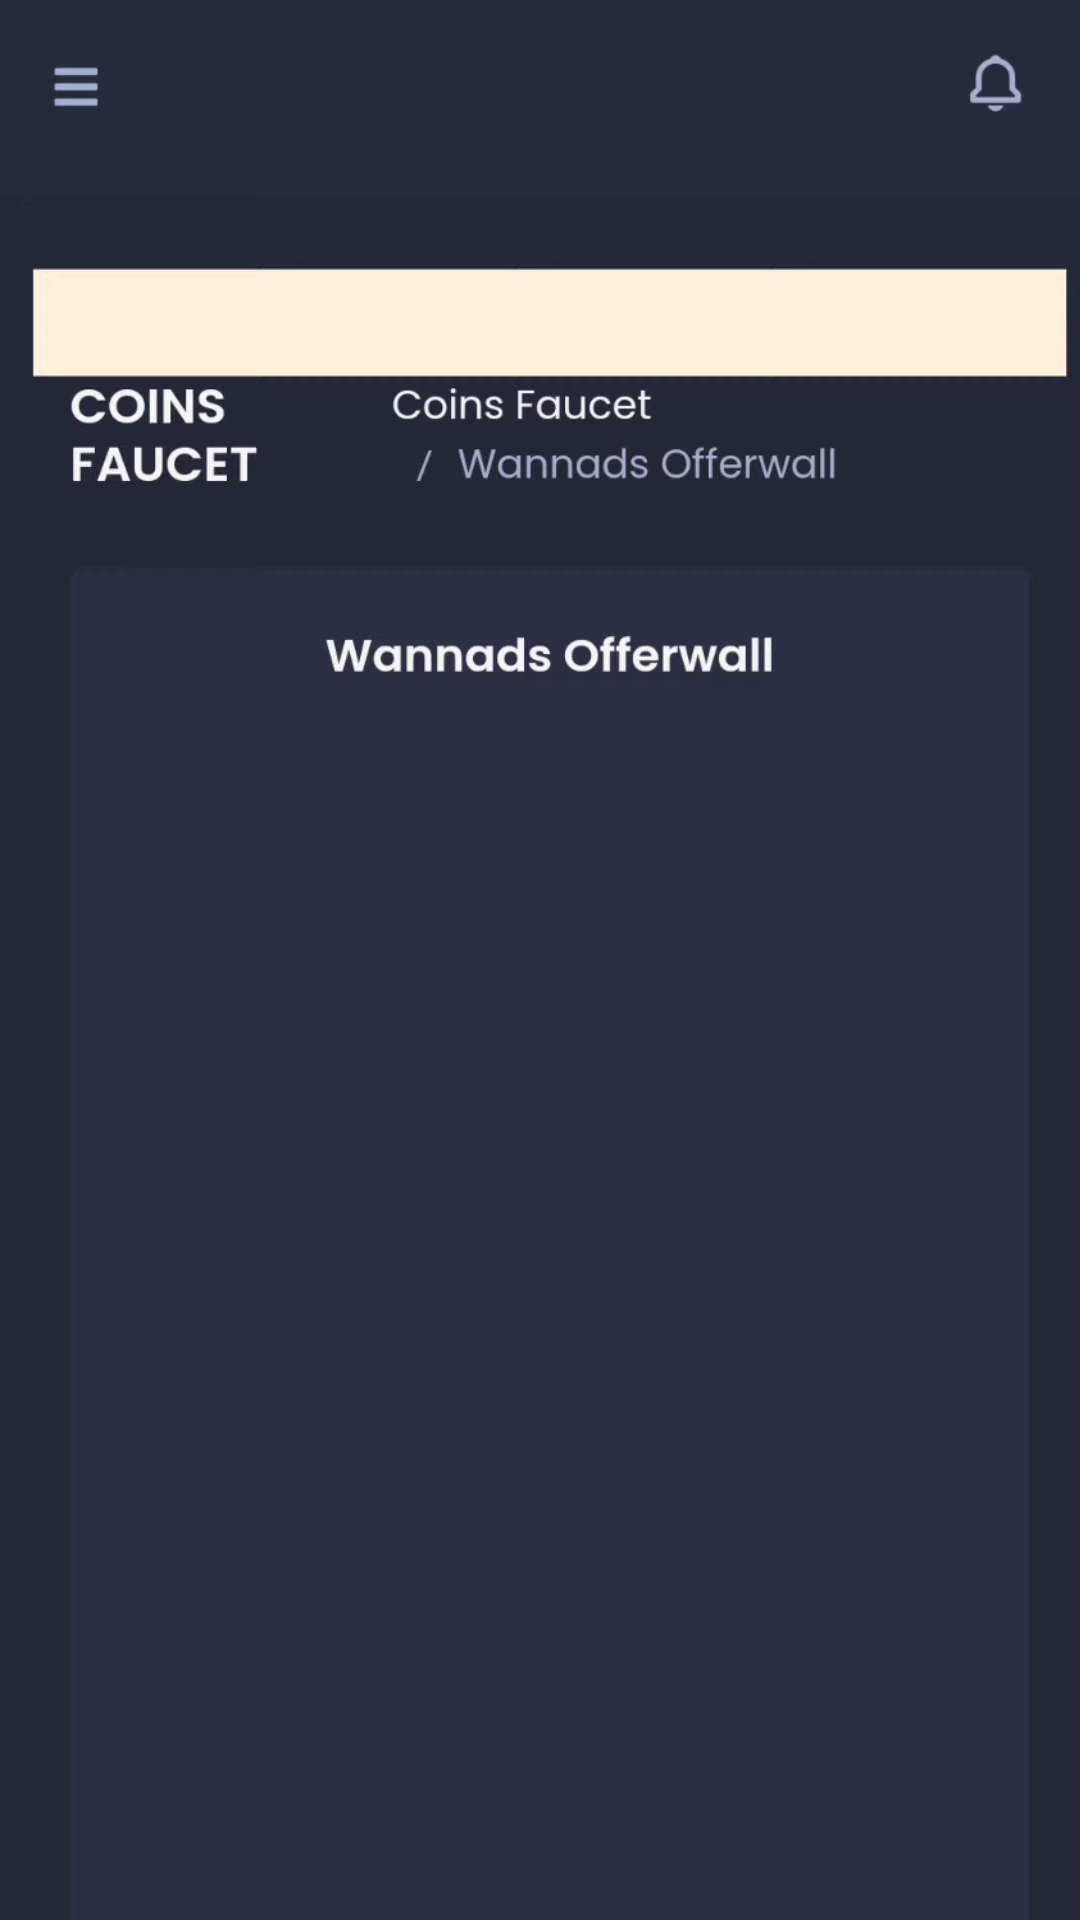 COINS
FAUCET
Coins Faucet
/ Wannads Offerwall
Wannads Offerwall